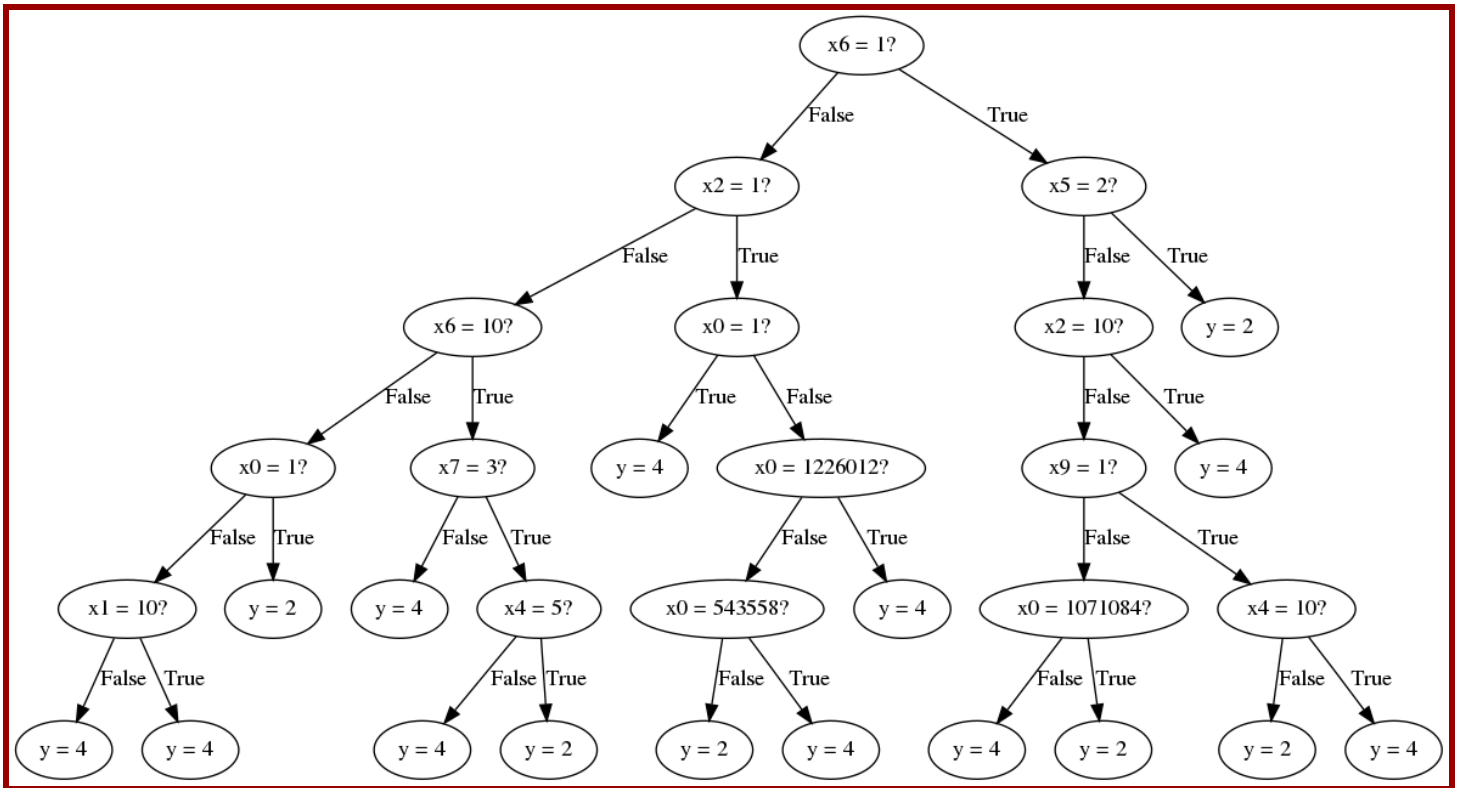 x6 = 1?
False
True
x2 = 1?
x5 = 2?
False
True
False
True
x6 = 10?
x0 = 1?
x2 = 10?
y = 2
False
True
True
False
False
True
x0 = 1?
x7 = 3?
y = 4
x0 = 1226012?
x9 = 1?
y = 4
False
True
False
True
False
True
False
True
x1 = 10?
y = 2
y = 4
x4 = 5?
x0 = 543558?
y = 4
x0 = 1071084?
x4 = 10?
False
True
False
True
False
True
False
True
False
True
y = 4
y = 4
y = 4
y = 2
y = 2
y = 4
y = 4
y = 2
y = 2
y = 4